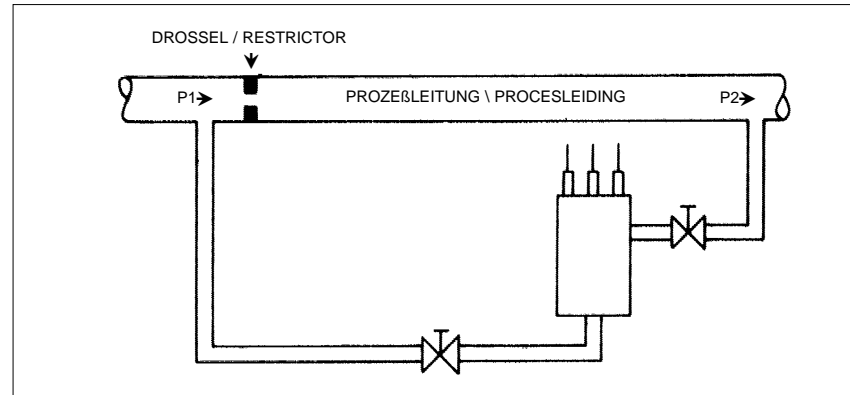 DROSSEL / RESTRICTOR
P1
PROZEßLEITUNG \ PROCESLEIDING
P2